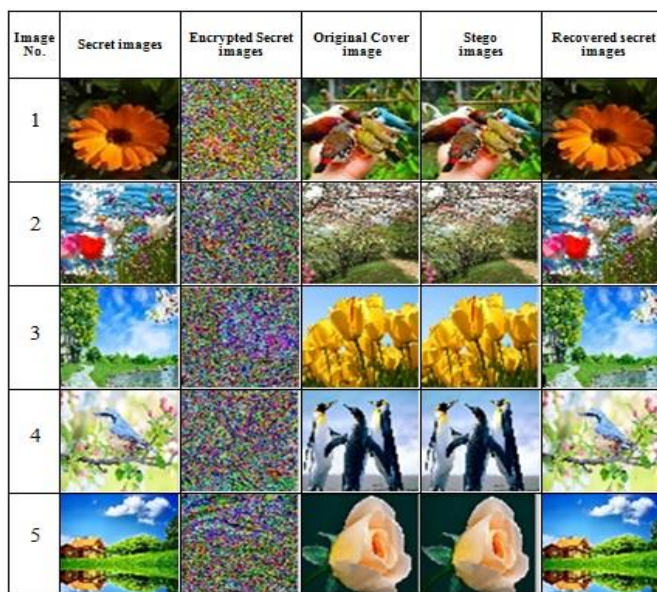 Image
No.
Secret images
Encrypted Secret
images
Original Cover
image
Stego
images
Recovered secret
images
1
2
3
4
5